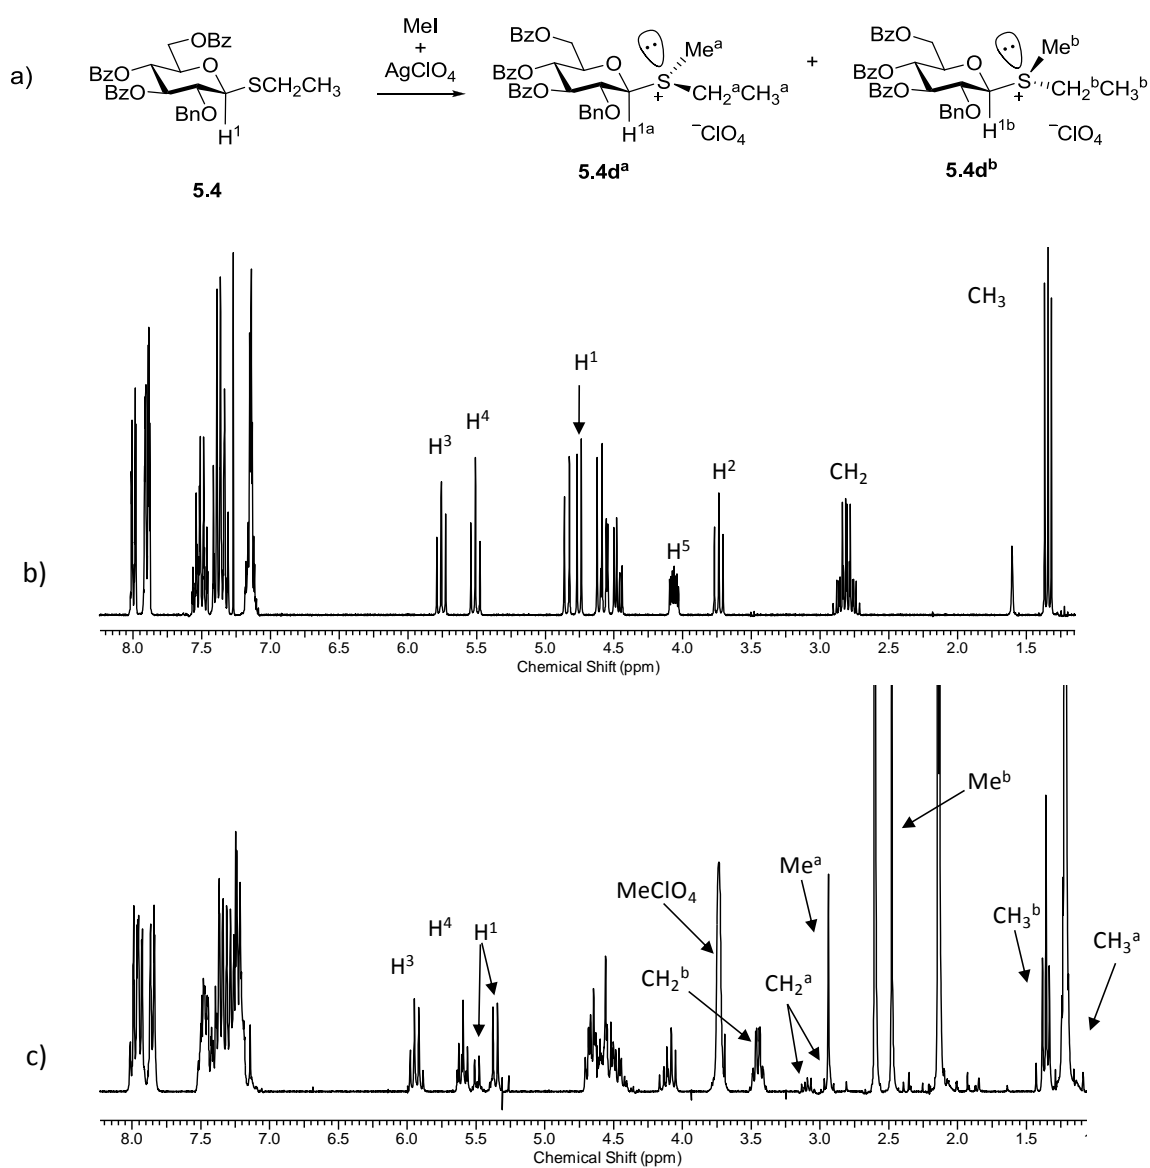 a)
OBz
BzO
BzO
O
BnO
SCH₂CH₃
H¹
5.4
MeI
+
AgClO₄
OBz
BzO
BzO
O
BnO
••
Meᵃ
S
+
CH₂ᵃCH₃ᵃ
H¹ᵃ
⁻ClO₄
5.4dᵃ
+
OBz
BzO
BzO
O
BnO
••
Meᵇ
S
+
CH₂ᵇCH₃ᵇ
H¹ᵇ
⁻ClO₄
5.4dᵇ
b)
H³
H⁴
H¹
H⁵
H²
CH₂
CH₃
8.0 7.5 7.0 6.5 6.0 5.5 5.0 4.5 4.0 3.5 3.0 2.5 2.0 1.5
Chemical Shift (ppm)
c)
H³
H⁴
H¹
MeClO₄
CH₂ᵇ
Meᵃ
CH₂ᵃ
Meᵇ
CH₃ᵇ
CH₃ᵃ
8.0 7.5 7.0 6.5 6.0 5.5 5.0 4.5 4.0 3.5 3.0 2.5 2.0 1.5 1
Chemical Shift (ppm)